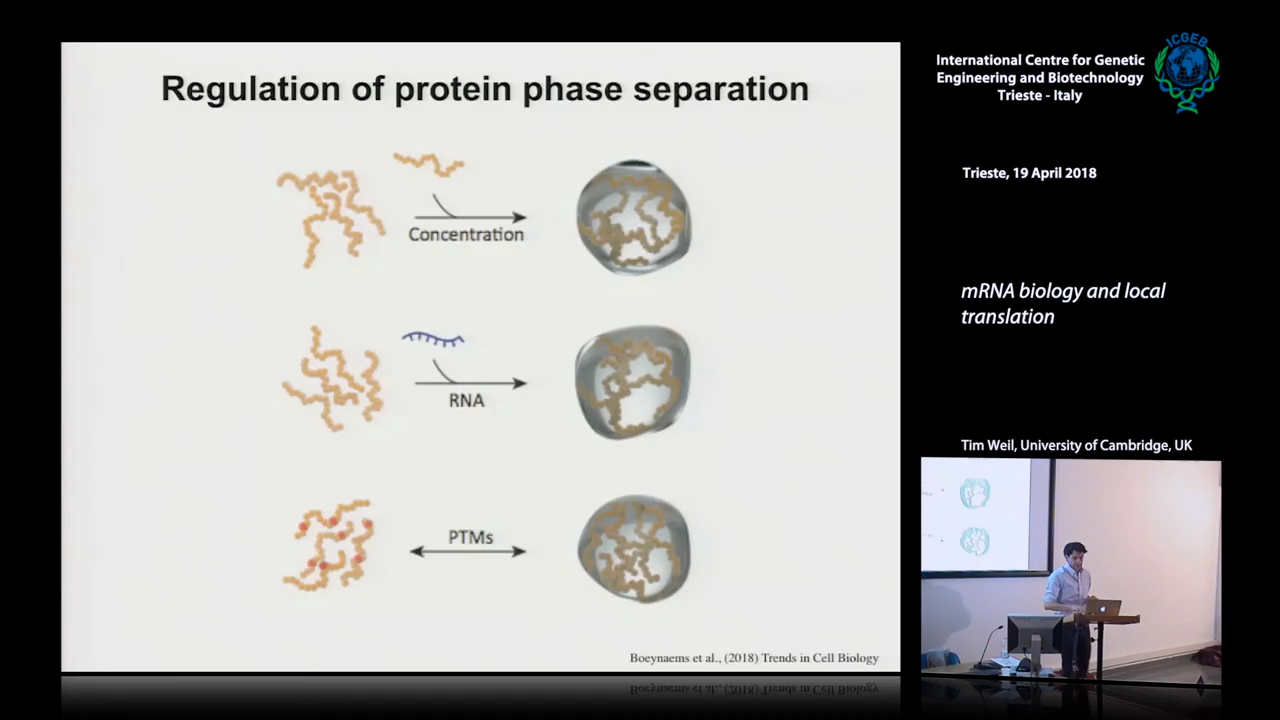 Regulation of protein phase separation
Concentration
RNA
PTMs
Boeynaems et al., (2018) Trends in Cell Biology
International Centre for Genetic
Engineering and Biotechnology
Trieste - Italy
ICGEB
Trieste, 19 April 2018
mRNA biology and local
translation
Tim Weil, University of Cambridge, UK